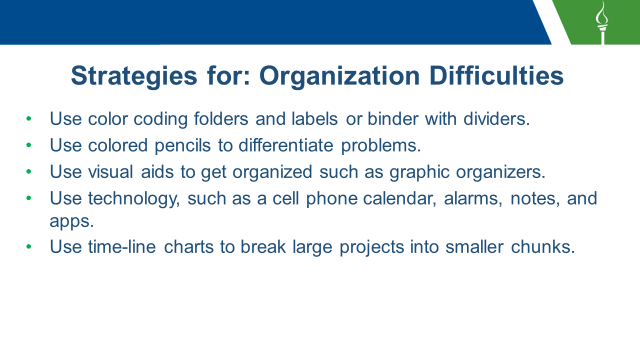 Strategies for: Organization Difficulties
• Use color coding folders and labels or binder with dividers.
• Use colored pencils to differentiate problems.
• Use visual aids to get organized such as graphic organizers.
• Use technology, such as a cell phone calendar, alarms, notes, and
apps.
• Use time-line charts to break large projects into smaller chunks.